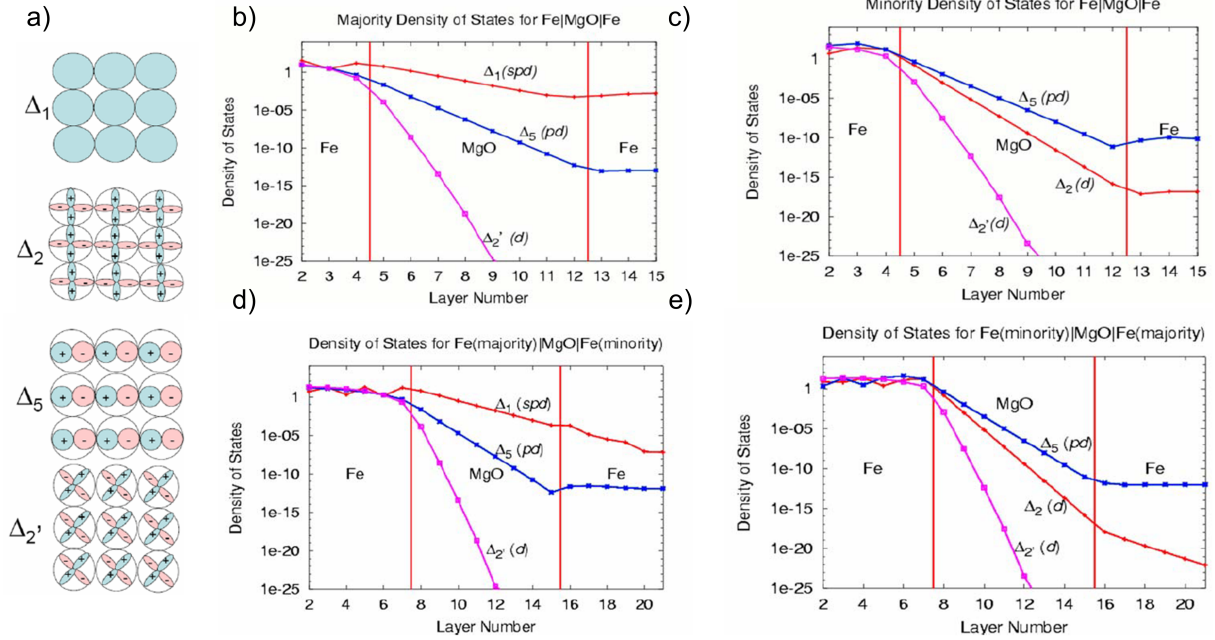 a)
Δ1
Δ2
Δ5
Δ2'
b)
Majority Density of States for Fe|MgO|Fe
Density of States
1
1e-05
1e-10
1e-15
1e-20
1e-25
Δ1(spd)
Δ5 (pd)
Fe
MgO
Fe
Δ2' (d)
2 3 4 5 6 7 8 9 10 11 12 13 14 15
Layer Number
c)
Minority Density of States for Fe|MgO|Fe
Density of States
1
1e-05
1e-10
1e-15
1e-20
1e-25
Δ5 (pd)
Fe
MgO
Fe
Δ2 (d)
Δ2'(d)
2 3 4 5 6 7 8 9 10 11 12 13 14 15
Layer Number
d)
Density of States for Fe(majority)|MgO|Fe(minority)
Density of States
1
1e-05
1e-10
1e-15
1e-20
1e-25
Δ1 (spd)
Δ5 (pd)
Fe
MgO
Fe
Δ2' (d)
2 4 6 8 10 12 14 16 18 20
Layer Number
e)
Density of States for Fe(minority)|MgO|Fe(majority)
Density of States
1
1e-05
1e-10
1e-15
1e-20
1e-25
MgO
Δ5 (pd)
Fe
Fe
Δ2 (d)
Δ2' (d)
2 4 6 8 10 12 14 16 18 20
Layer Number